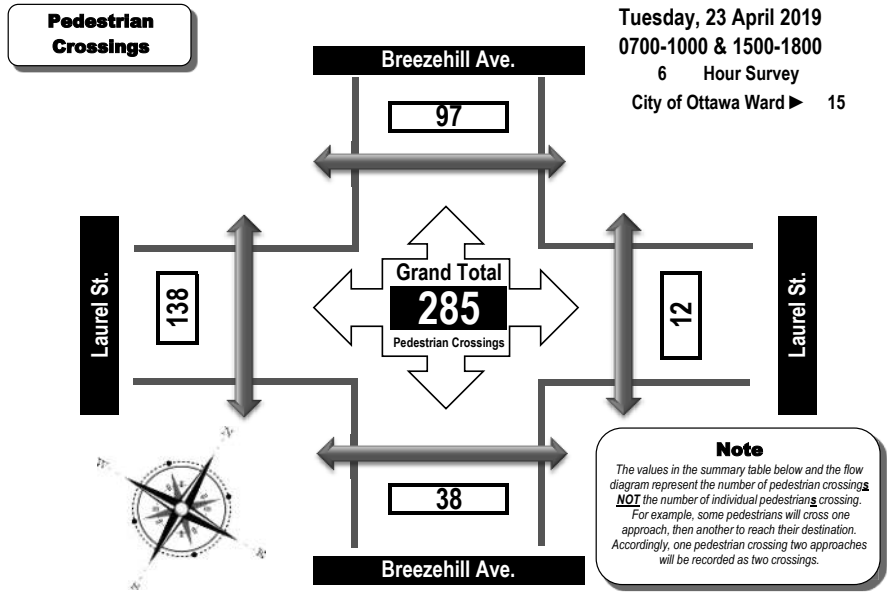 Pedestrian
Crossings
Tuesday, 23 April 2019
0700-1000 & 1500-1800
6 Hour Survey
City of Ottawa Ward ► 15
Breezehill Ave.
97
Laurel St.
138
Grand Total
285
Pedestrian Crossings
12
Laurel St.
38
Breezehill Ave.
Note
The values in the summary table below and the flow
diagram represent the number of pedestrian crossings
NOT the number of individual pedestrians crossing.
For example, some pedestrians will cross one
approach, then another to reach their destination.
Accordingly, one pedestrian crossing two approaches
will be recorded as two crossings.